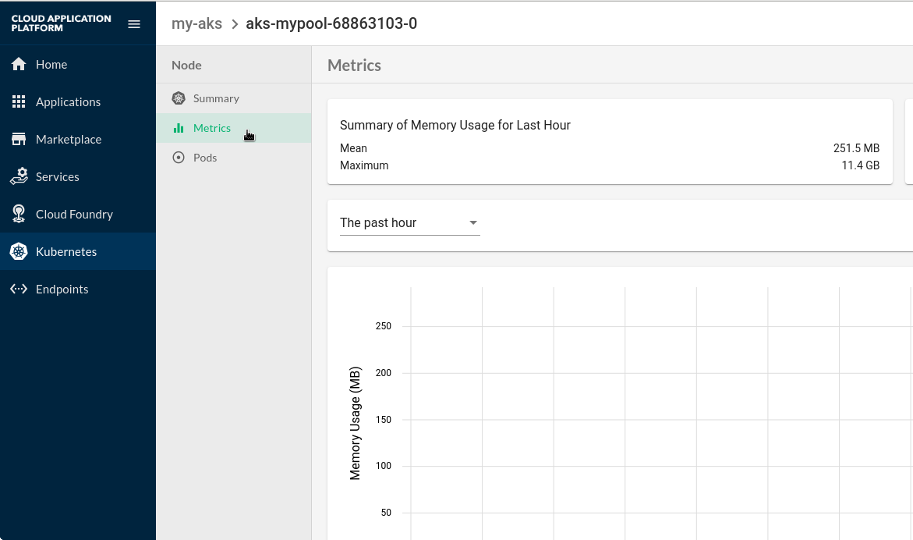 CLOUD APPLICATION
PLATFORM
my-aks > aks-mypool-68863103-0
Home
Applications
Marketplace
Services
Cloud Foundry
Kubernetes
Endpoints
Node
Summary
Metrics
Pods
Metrics
Summary of Memory Usage for Last Hour
Mean 251.5 MB
Maximum 11.4 GB
The past hour
Memory Usage (MB)
250
200
150
100
50